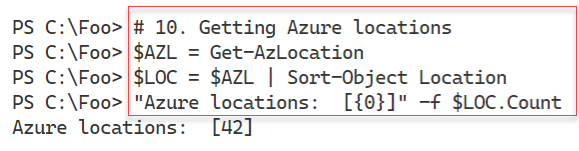 PS C:\Foo> # 10. Getting Azure locations
PS C:\Foo> $AZL = Get-AzLocation
PS C:\Foo> $LOC = $AZL | Sort-Object Location
PS C:\Foo> "Azure locations:  [{0}]" -f $LOC.Count
Azure locations:  [42]